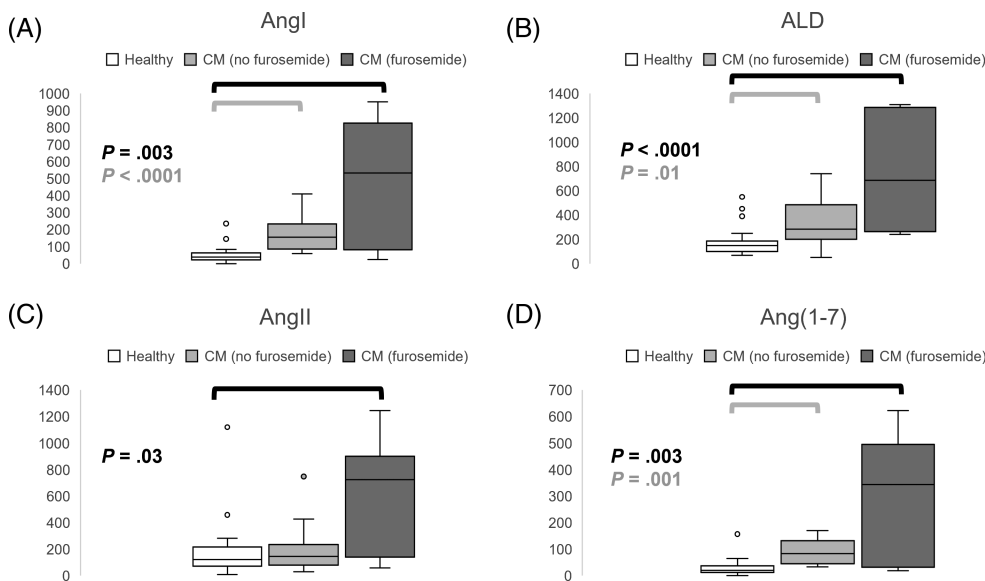 (A)
AngI
Healthy CM (no furosemide) CM (furosemide)
1000
900
800
700
600
500
400
300
200
100
0
P = .003
P < .0001
(B)
ALD
Healthy CM (no furosemide) CM (furosemide)
1400
1200
1000
800
600
400
200
0
P < .0001
P = .01
(C)
AngII
Healthy CM (no furosemide) CM (furosemide)
1400
1200
1000
800
600
400
200
0
P = .03
(D)
Ang(1-7)
Healthy CM (no furosemide) CM (furosemide)
700
600
500
400
300
200
100
0
P = .003
P = .001